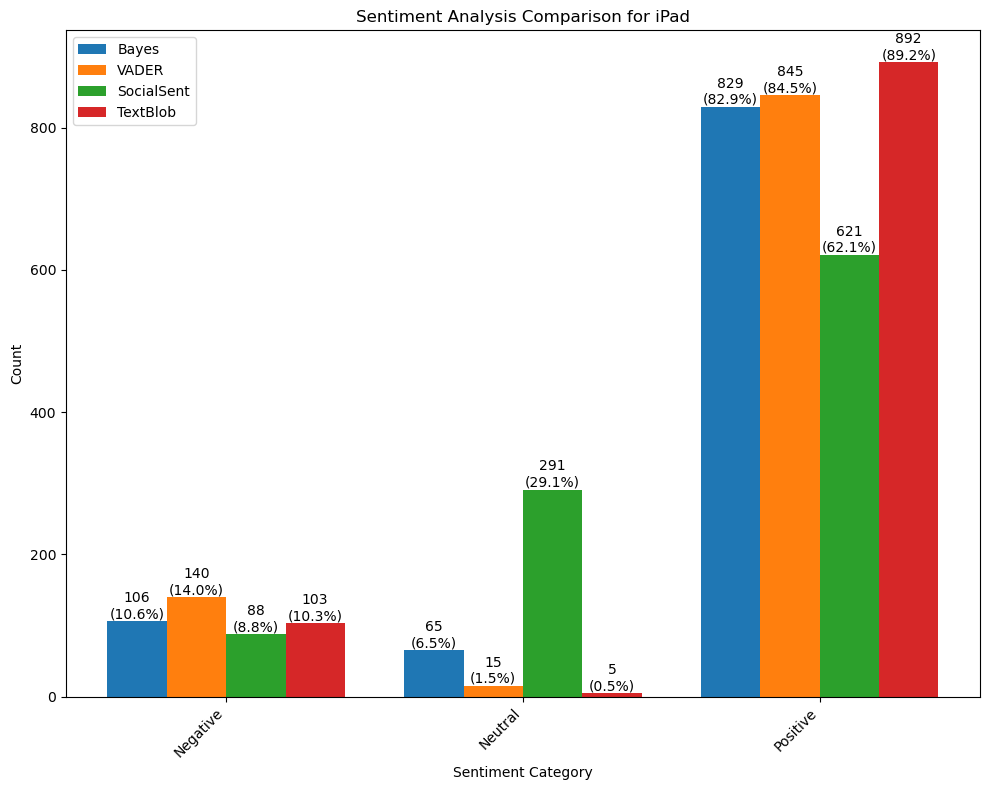 Sentiment Analysis Comparison for iPad
Bayes
VADER
SocialSent
TextBlob
Count
800
600
400
200
0
106
(10.6%)
140
(14.0%)
88
(8.8%)
103
(10.3%)
65
(6.5%)
15
(1.5%)
291
(29.1%)
5
(0.5%)
829
(82.9%)
845
(84.5%)
621
(62.1%)
892
(89.2%)
Negative
Neutral
Positive
Sentiment Category